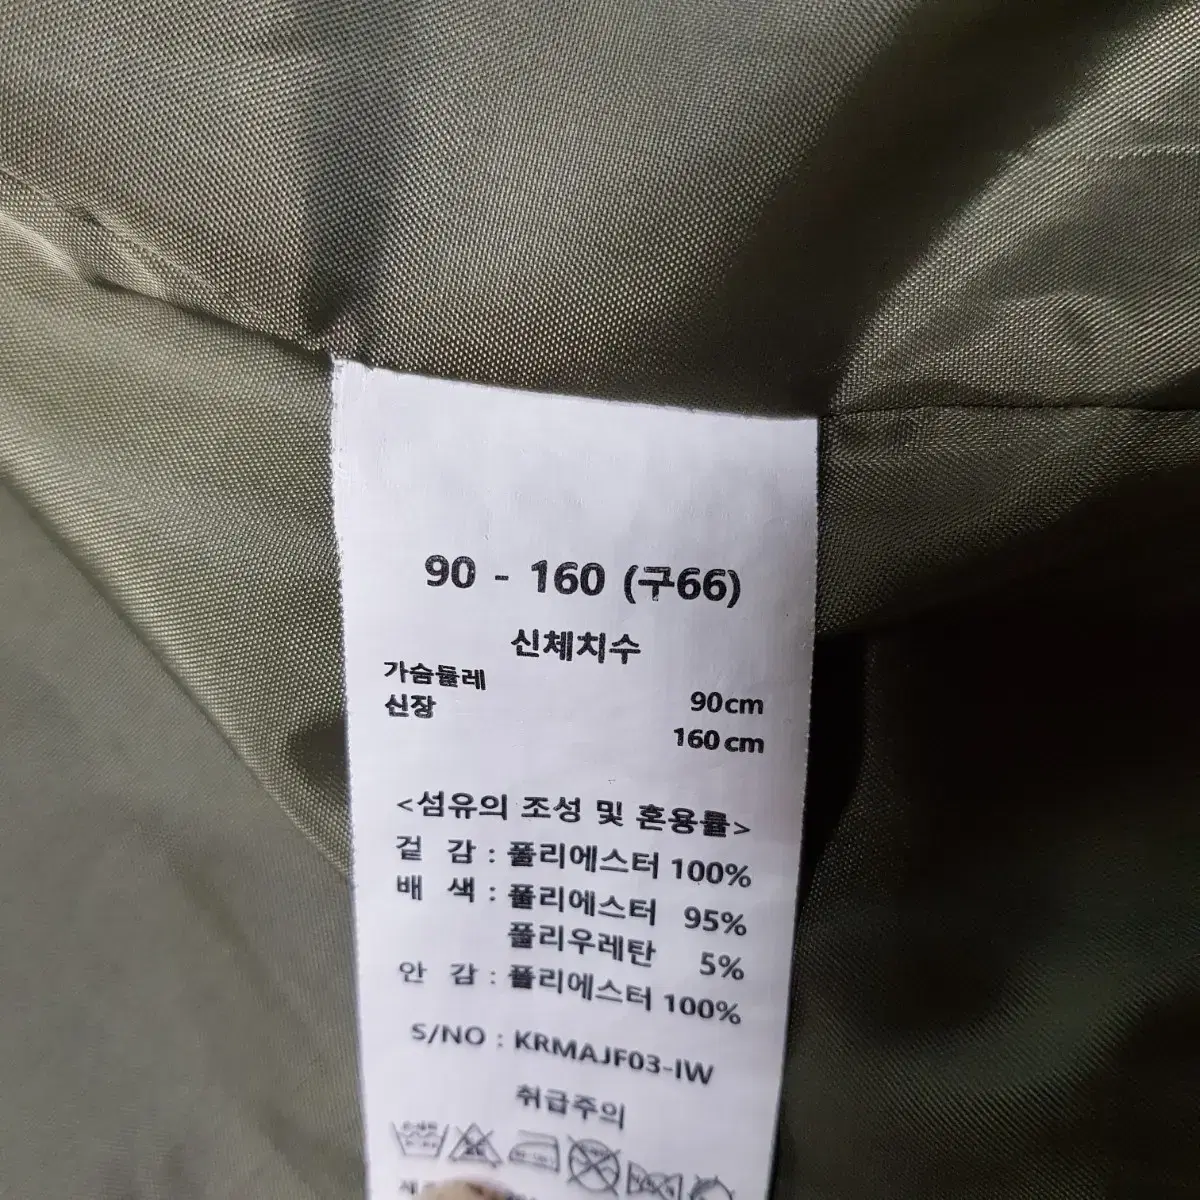 90 - 160 (구66)
신체치수
가슴둘레 90cm
신장 160cm
<섬유의 조성 및 혼용률>
겉 감 : 폴리에스터 100%
배 색 : 폴리에스터 95%
폴리우레탄 5%
안 감 : 폴리에스터 100%
S/NO : KRMAJF03-IW
취급주의